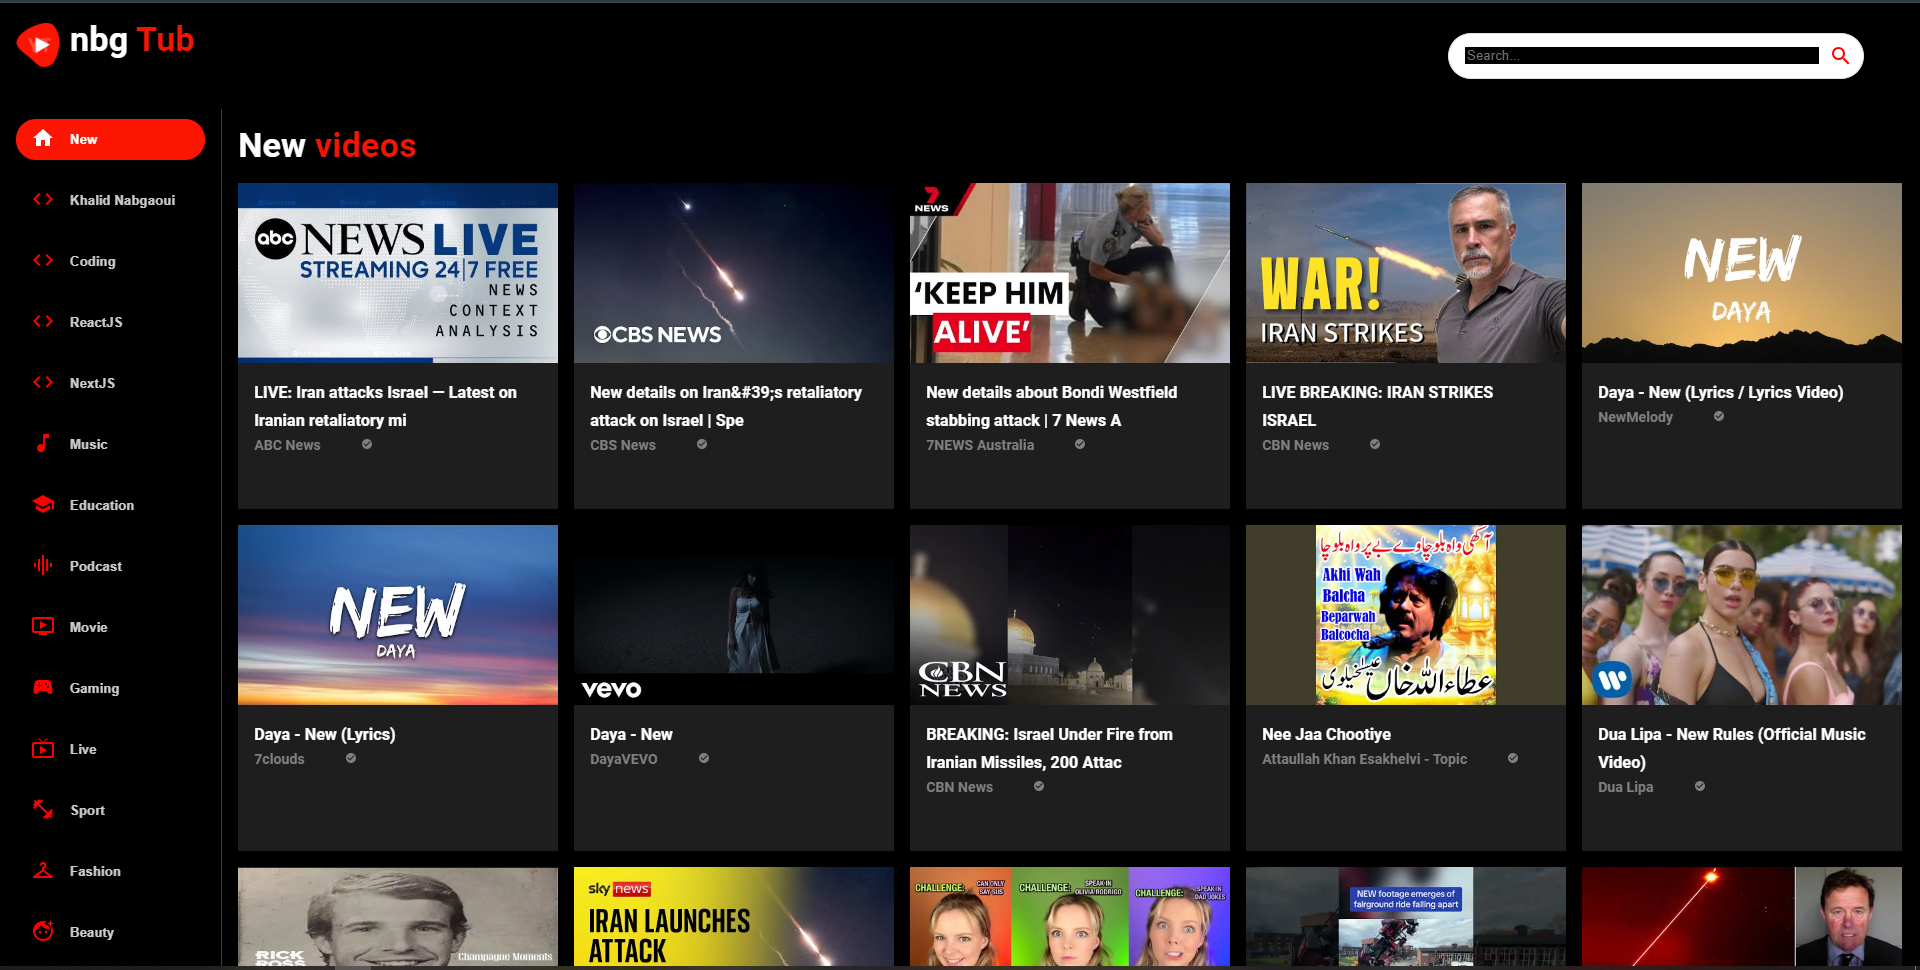 nbg Tub
Search...
New
Khalid Nabgaoui
Coding
ReactJS
NextJS
Music
Education
Podcast
Movie
Gaming
Live
Sport
Fashion
Beauty
New videos
abc NEWS LIVE
STREAMING 24|7 FREE
NEWS
CONTEXT
ANALYSIS
LIVE: Iran attacks Israel — Latest on
Iranian retaliatory mi
ABC News
CBS NEWS
New details on Iran&#39;s retaliatory
attack on Israel | Spe
CBS News
7
NEWS
‘KEEP HIM
ALIVE’
New details about Bondi Westfield
stabbing attack | 7 News A
7NEWS Australia
WAR!
IRAN STRIKES
LIVE BREAKING: IRAN STRIKES
ISRAEL
CBN News
NEW
DAYA
Daya - New (Lyrics / Lyrics Video)
NewMelody
NEW
DAYA
Daya - New (Lyrics)
7clouds
vevo
Daya - New
DayaVEVO
CBN
NEWS
BREAKING: Israel Under Fire from
Iranian Missiles, 200 Attac
CBN News
Akhi Wah
Balcha
Beparwah
Balcocha
عطاءاللہ خان عیسیٰ خیلوی
Nee Jaa Chootiye
Attaullah Khan Esakhelvi - Topic
Dua Lipa - New Rules (Official Music
Video)
Dua Lipa
RICK
ROSS
Champagne Moments
sky news
IRAN LAUNCHES
ATTACK
CHALLENGE:
CAN ONLY
SAY SUS
CHALLENGE:
SPEAK IN
OLIVIA RODRIGO
CHALLENGE:
SPEAK IN
DAD JOKES
NEW footage emerges of
fairground ride falling apart